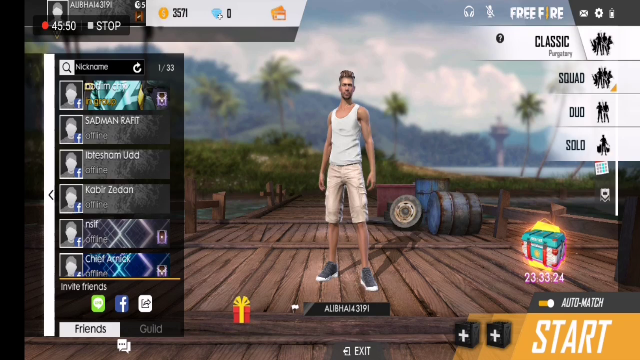 ALIBHAI43191
5
45:50 STOP
3571
0
FREE FIRE
CLASSIC
Purgatory
SQUAD
DUO
SOLO
Nickname
1/33
SADMAN RAFIT
offline
Ibtesham Udd
offline
Kabir Zedan
offline
nsif
offline
Chief Arnick
offline
Invite friends
Friends
Guild
ALIBHAI43191
EXIT
23:33:24
AUTO-MATCH
START